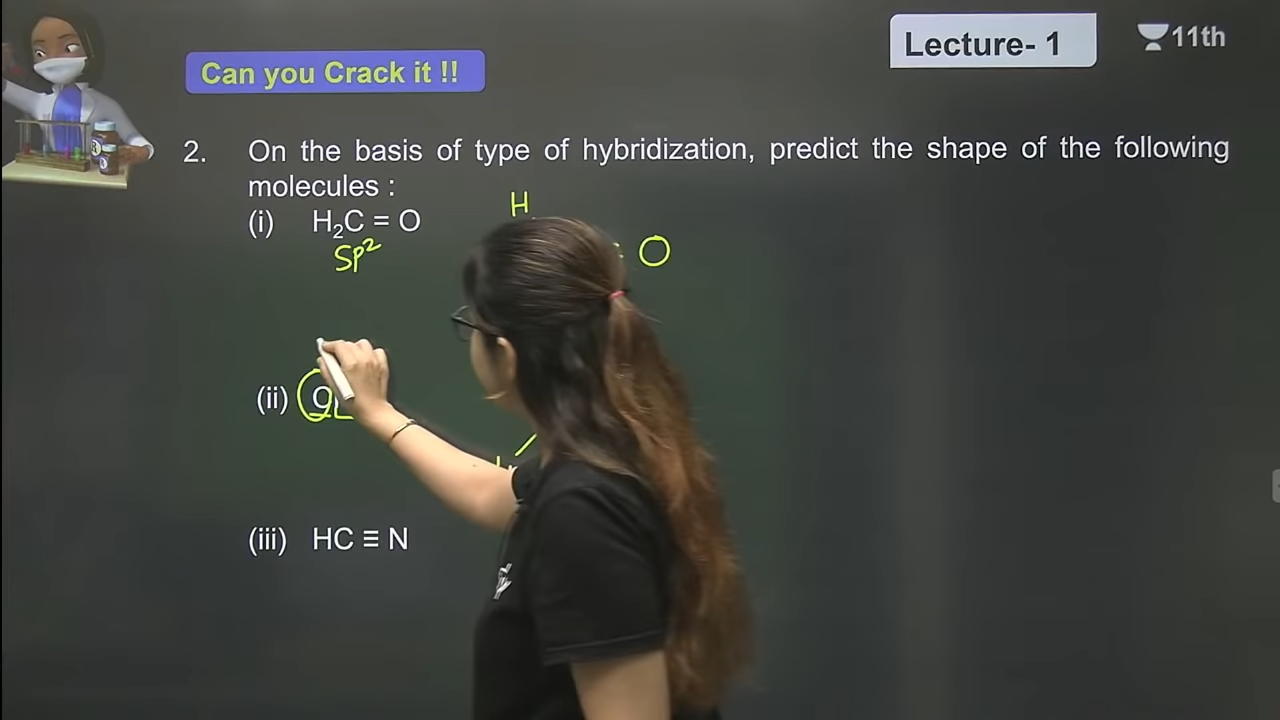 Lecture- 1
11th
Can you Crack it !!
2. On the basis of type of hybridization, predict the shape of the following
molecules :
(i) H₂C = O
H
O
Sp²
(ii)
(iii) HC ≡ N